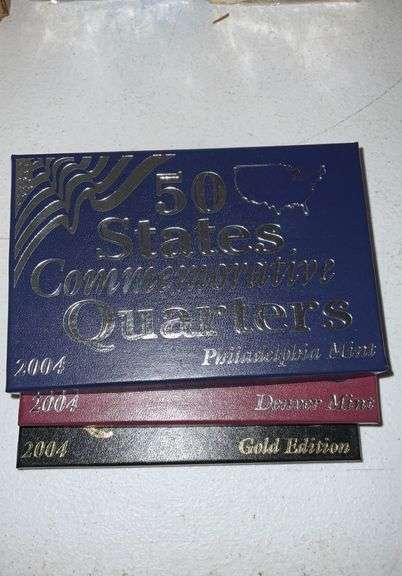 50
States
Commemorative
Quarters
2004 Philadelphia Mint
2004 Denver Mint
2004 Gold Edition